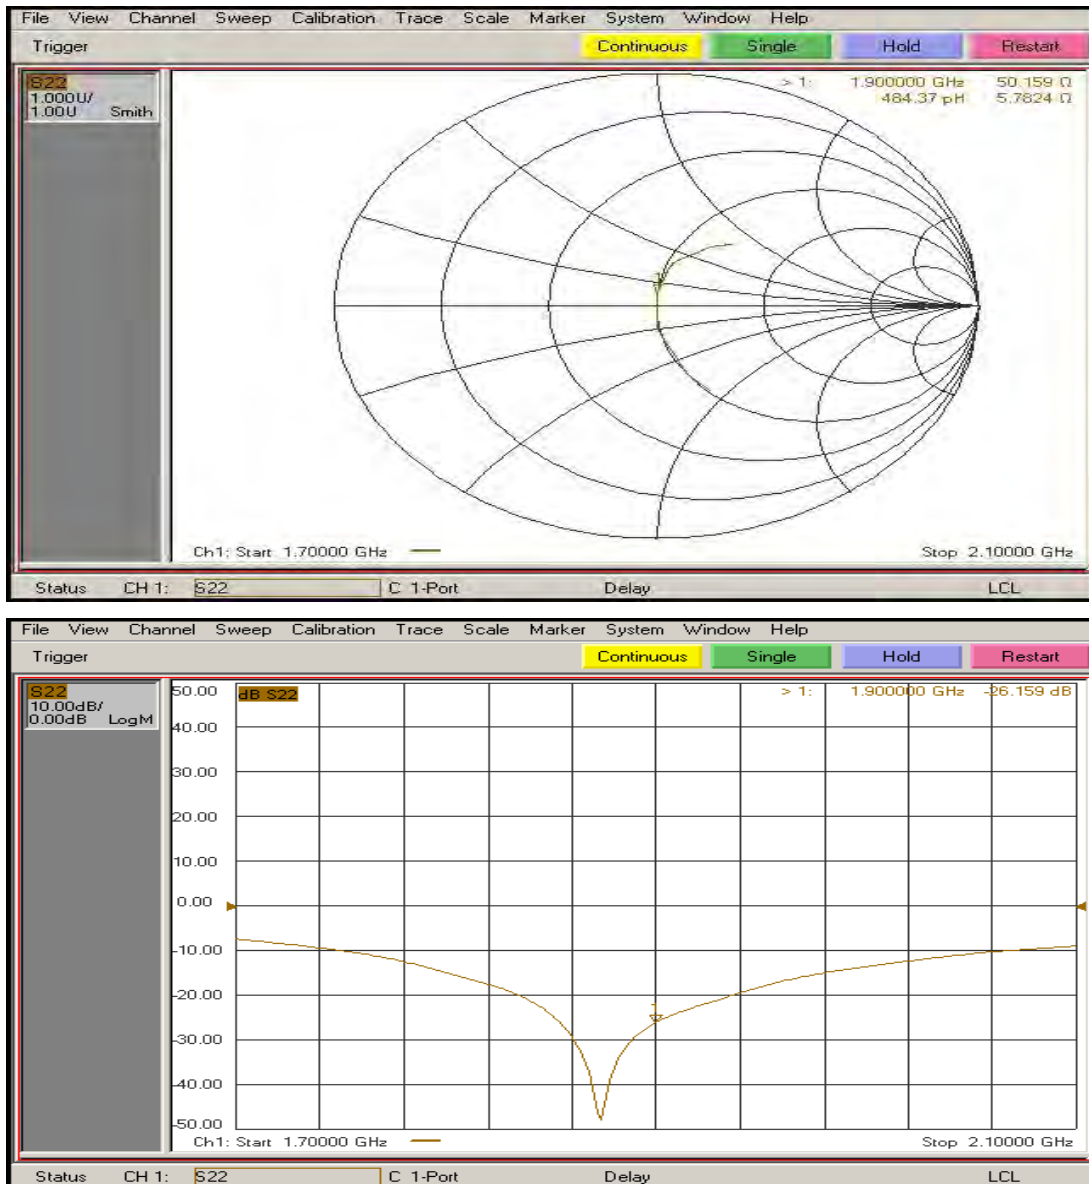 File View Channel Sweep Calibration Trace Scale Marker System Window Help
Trigger Continuous Single Hold Restart
S22
1.000U/
1.00U Smith
> 1: 1.900000 GHz 50.159 Ω
484.37 pH 5.7824 Ω
Ch1: Start 1.70000 GHz Stop 2.10000 GHz
Status CH 1: S22 C 1-Port Delay LCL
File View Channel Sweep Calibration Trace Scale Marker System Window Help
Trigger Continuous Single Hold Restart
S22
10.00dB/
0.00dB LogM
50.00 dB S22 > 1: 1.900000 GHz -26.159 dB
40.00
30.00
20.00
10.00
0.00
-10.00
-20.00
1
-30.00
-40.00
-50.00
Ch1: Start 1.70000 GHz Stop 2.10000 GHz
Status CH 1: S22 C 1-Port Delay LCL